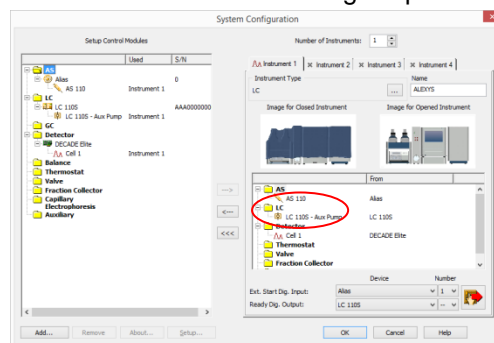 System Configuration
Setup Control Modules
Used S/N
AS
Alias 0
AS 110 Instrument 1
LC
LC 110S AAA0000000
LC 110S - Aux Pump Instrument 1
GC
Detector
DECADE Elite
Cell 1 Instrument 1
Balance
Thermostat
Valve
Fraction Collector
Capillary
Electrophoresis
Auxiliary
--->
<---
<<<
Add... Remove About... Setup...
Number of Instruments: 1
Instrument 1 Instrument 2 Instrument 3 Instrument 4
Instrument Type Name
LC ... ALEXYS
Image for Closed Instrument Image for Opened Instrument
From
AS
AS 110 Alias
LC
LC 110S - Aux Pump LC 110S
Detector
Cell 1 DECADE Elite
Thermostat
Valve
Fraction Collector
Device Number
Ext. Start Dig. Input: Alias 1
Ready Dig. Output: LC 110S --
OK Cancel Help